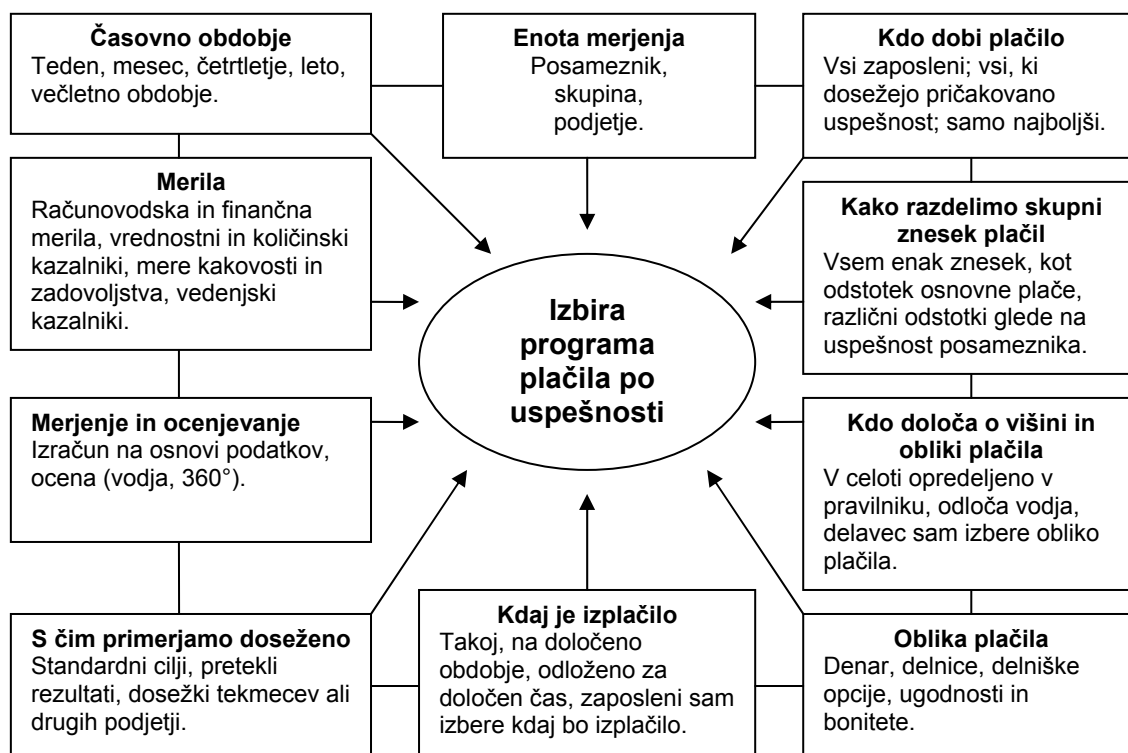 Časovno obdobje
Teden, mesec, četrtletje, leto,
večletno obdobje.
Enota merjenja
Posameznik,
skupina,
podjetje.
Kdo dobi plačilo
Vsi zaposleni; vsi, ki
dosežejo pričakovano
uspešnost; samo najboljši.
Merila
Računovodska in finančna
merila, vrednostni in količinski
kazalniki, mere kakovosti in
zadovoljstva, vedenjski
kazalniki.
Kako razdelimo skupni
znesek plačil
Vsem enak znesek, kot
odstotek osnovne plače,
različni odstotki glede na
uspešnost posameznika.
Izbira
programa
plačila po
uspešnosti
Merjenje in ocenjevanje
Izračun na osnovi podatkov,
ocena (vodja, 360°).
Kdo določa o višini in
obliki plačila
V celoti opredeljeno v
pravilniku, odloča vodja,
delavec sam izbere obliko
plačila.
S čim primerjamo doseženo
Standardni cilji, pretekli
rezultati, dosežki tekmecev ali
drugih podjetji.
Kdaj je izplačilo
Takoj, na določeno
obdobje, odloženo za
določen čas, zaposleni sam
izbere kdaj bo izplačilo.
Oblika plačila
Denar, delnice, delniške
opcije, ugodnosti in
bonitete.